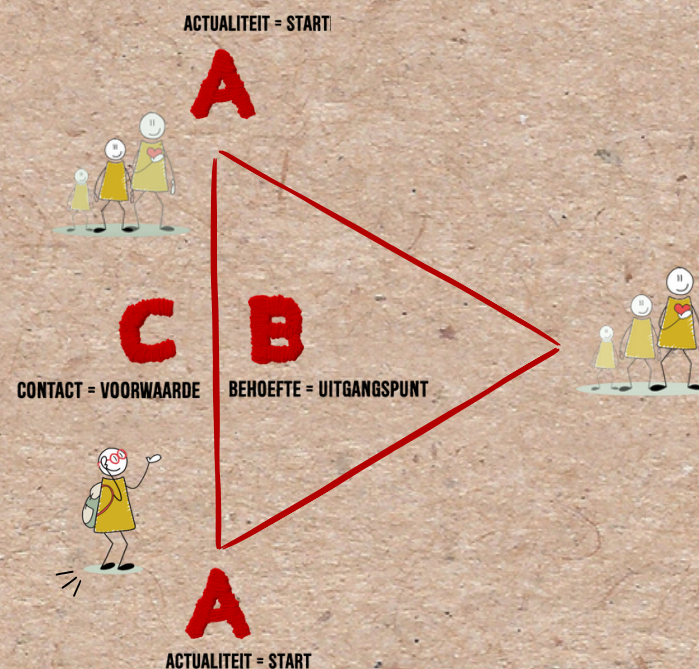 ACTUALITEIT = START
A
C
B
CONTACT = VOORWAARDE
BEHOEFTE = UITGANGSPUNT
A
ACTUALITEIT = START